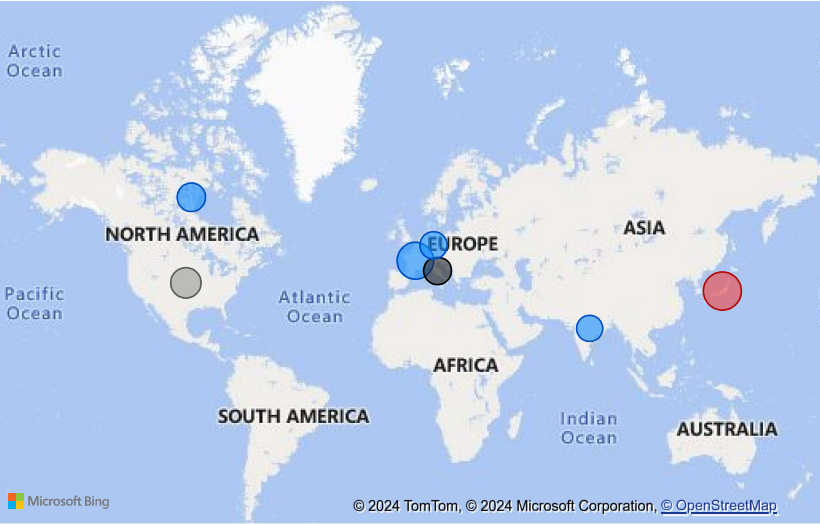 Arctic
Ocean
NORTH AMERICA
EUROPE
ASIA
Pacific
Ocean
Atlantic
Ocean
AFRICA
SOUTH AMERICA
Indian
Ocean
AUSTRALIA
Microsoft Bing
© 2024 TomTom, © 2024 Microsoft Corporation, © OpenStreetMap